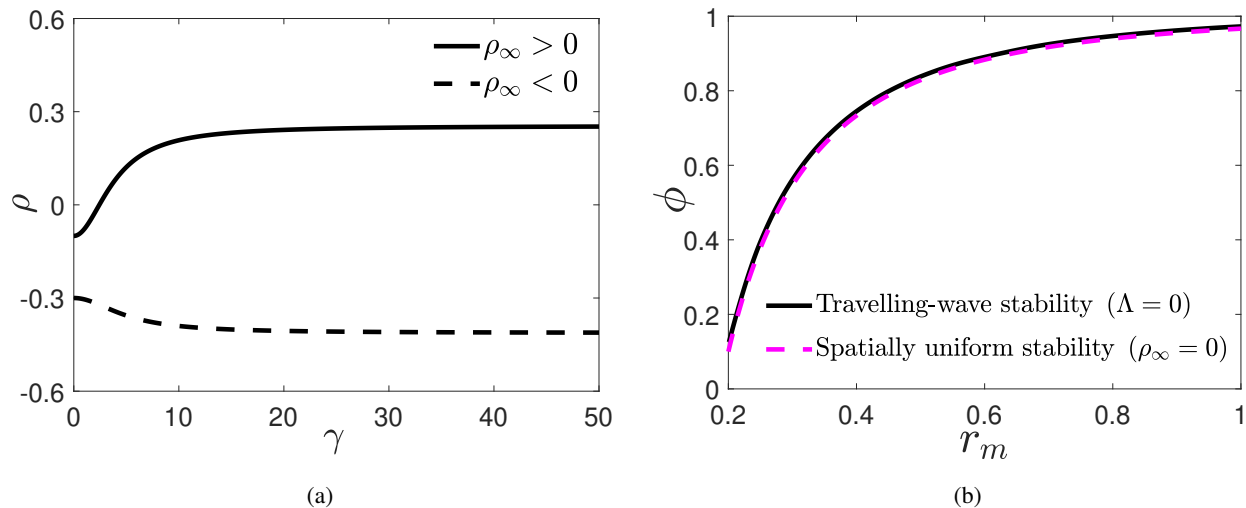 0.6
0.3
0
-0.3
-0.6
ρ
0 10 20 30 40 50
γ
ρ∞ > 0
ρ∞ < 0
(a)
1
0.8
0.6
0.4
0.2
0
ϕ
0.2 0.4 0.6 0.8 1
r_m
Travelling-wave stability (Λ = 0)
Spatially uniform stability (ρ∞ = 0)
(b)